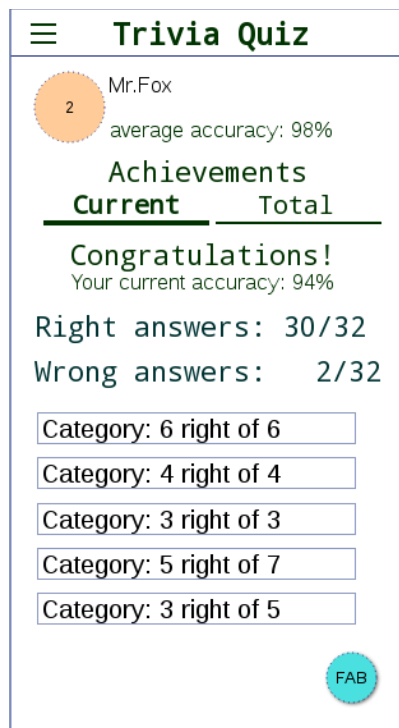 Trivia Quiz
2
Mr.Fox
average accuracy: 98%
Achievements
Current Total
Congratulations!
Your current accuracy: 94%
Right answers: 30/32
Wrong answers: 2/32
Category: 6 right of 6
Category: 4 right of 4
Category: 3 right of 3
Category: 5 right of 7
Category: 3 right of 5
FAB